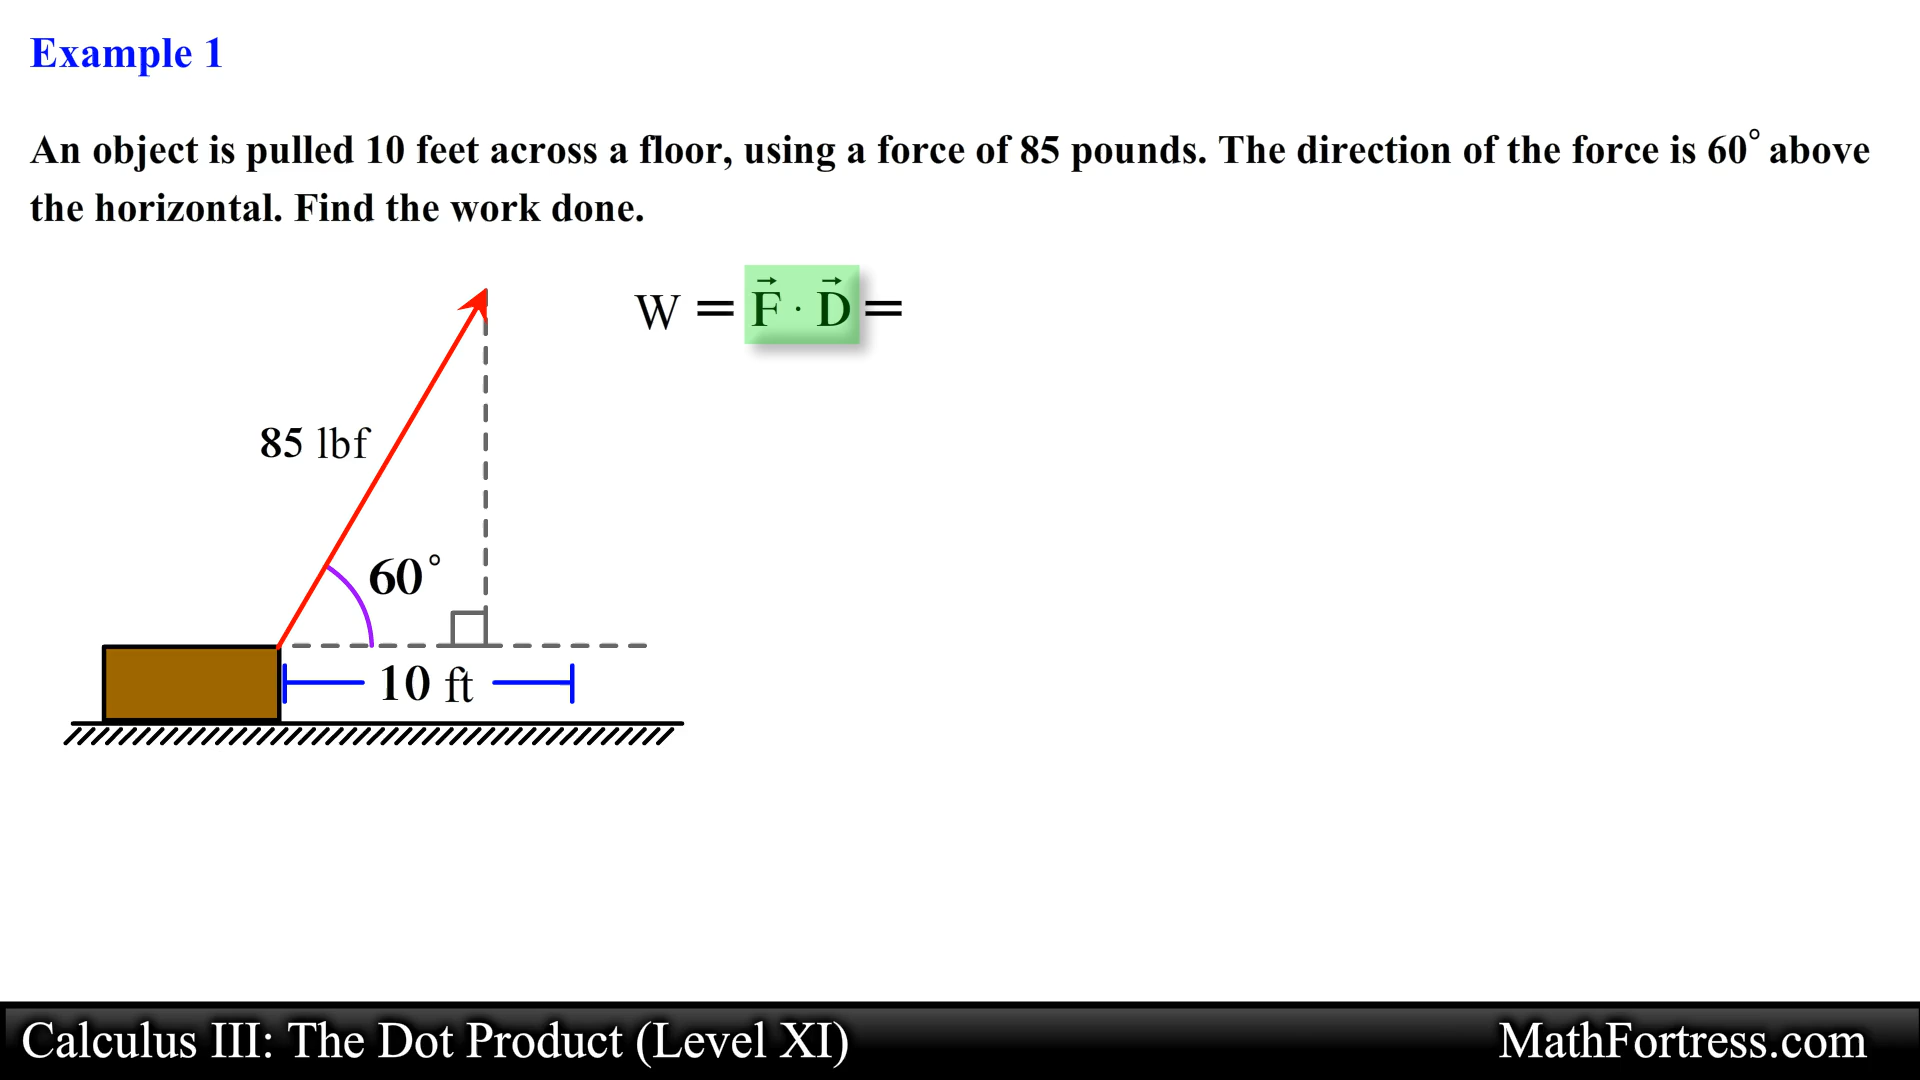 Example 1
An object is pulled 10 feet across a floor, using a force of 85 pounds. The direction of the force is 60° above
the horizontal. Find the work done.
W = F⃗ · D⃗ =
85 lbf
60°
10 ft
Calculus III: The Dot Product (Level XI)
MathFortress.com